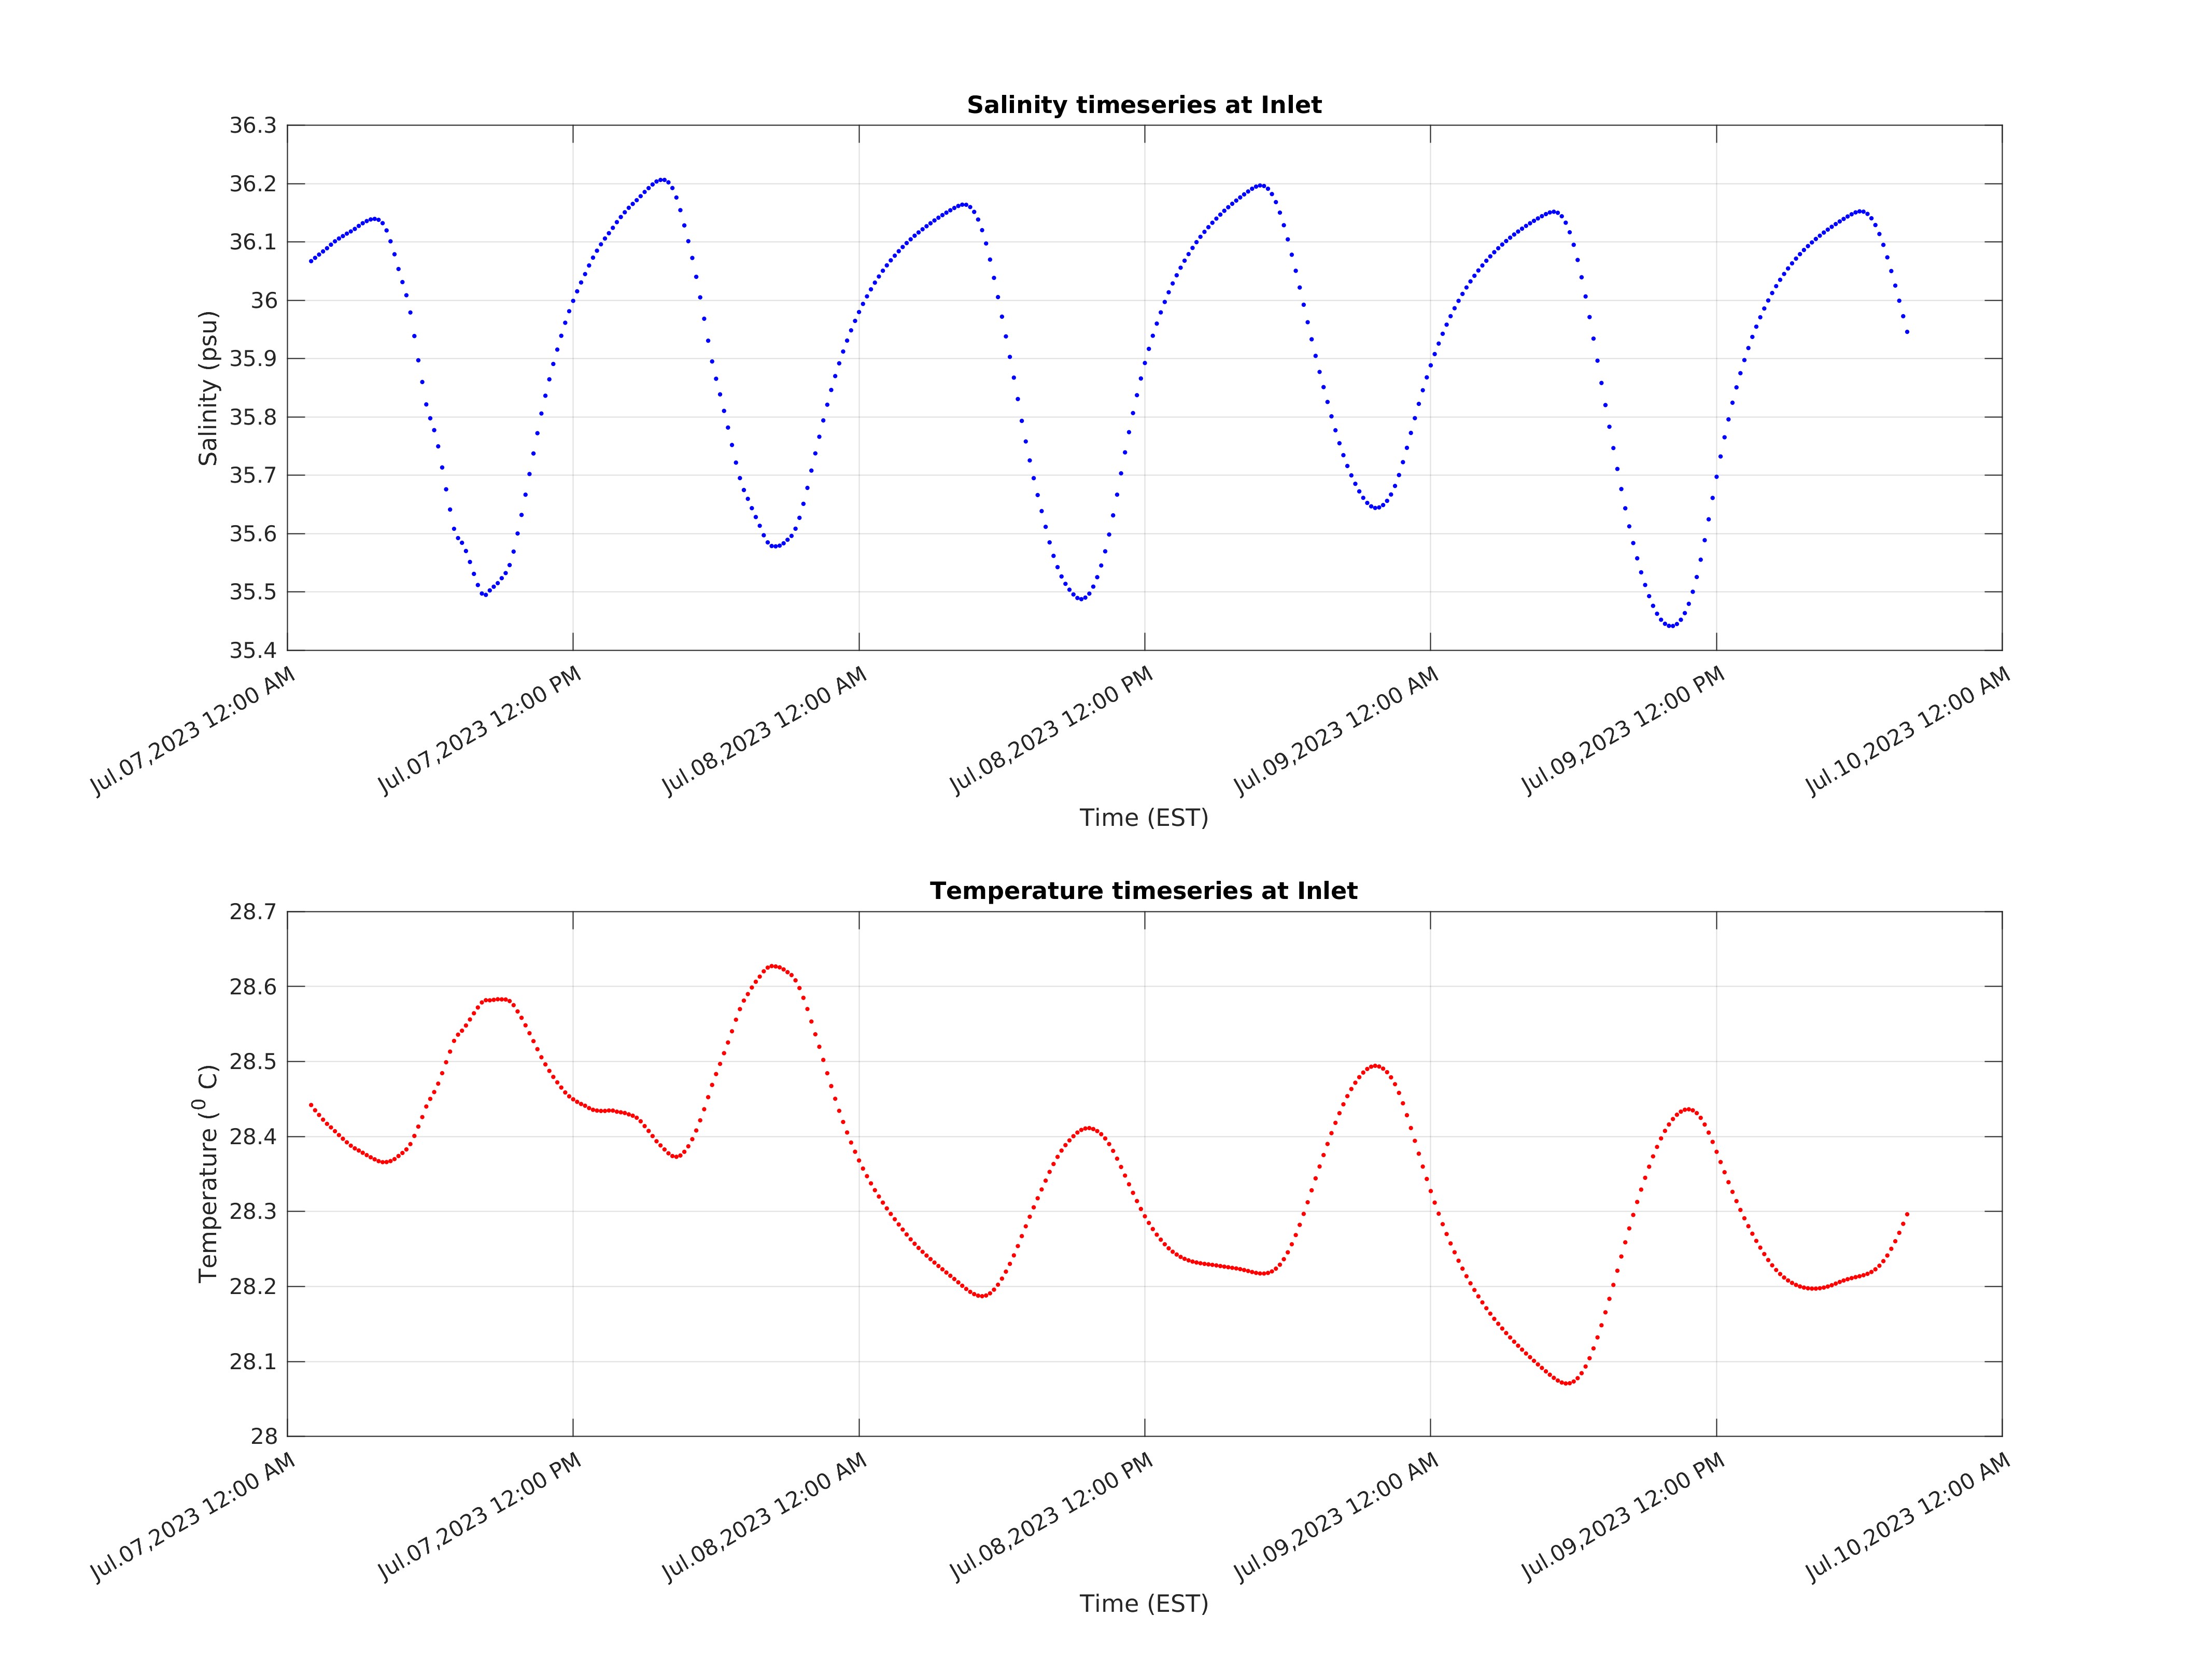 Salinity timeseries at Inlet
36.3
36.2
36.1
36
35.9
35.8
35.7
35.6
35.5
35.4
Salinity (psu)
Jul.07,2023 12:00 AM
Jul.07,2023 12:00 PM
Jul.08,2023 12:00 AM
Jul.08,2023 12:00 PM
Jul.09,2023 12:00 AM
Jul.09,2023 12:00 PM
Jul.10,2023 12:00 AM
Time (EST)
Temperature timeseries at Inlet
28.7
28.6
28.5
28.4
28.3
28.2
28.1
28
Temperature (⁰ C)
Jul.07,2023 12:00 AM
Jul.07,2023 12:00 PM
Jul.08,2023 12:00 AM
Jul.08,2023 12:00 PM
Jul.09,2023 12:00 AM
Jul.09,2023 12:00 PM
Jul.10,2023 12:00 AM
Time (EST)